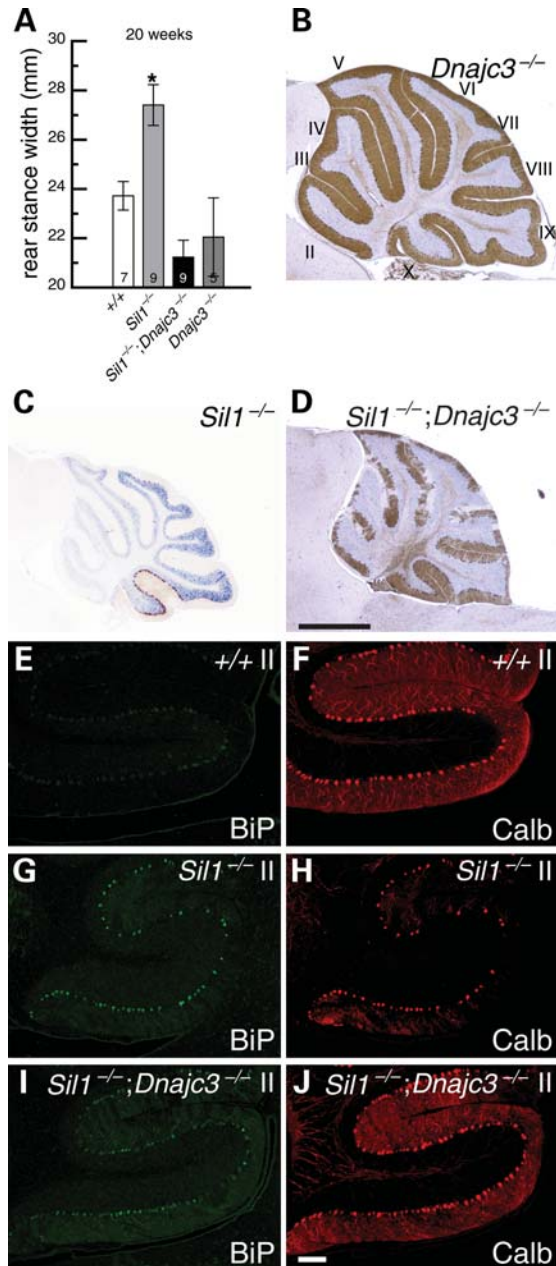 A
20 weeks
rear stance width (mm)
28
26
24
22
20
*
7
9
9
5
+/+
Sil1–/–
Sil1–/–;Dnajc3–/–
Dnajc3–/–
B
Dnajc3–/–
V
VI
IV
VII
III
VIII
II
IX
X
C
Sil1–/–
D
Sil1–/–;Dnajc3–/–
E
+/+ II
BiP
F
+/+ II
Calb
G
Sil1–/– II
BiP
H
Sil1–/– II
Calb
I
Sil1–/–;Dnajc3–/– II
BiP
J
Sil1–/–;Dnajc3–/– II
Calb